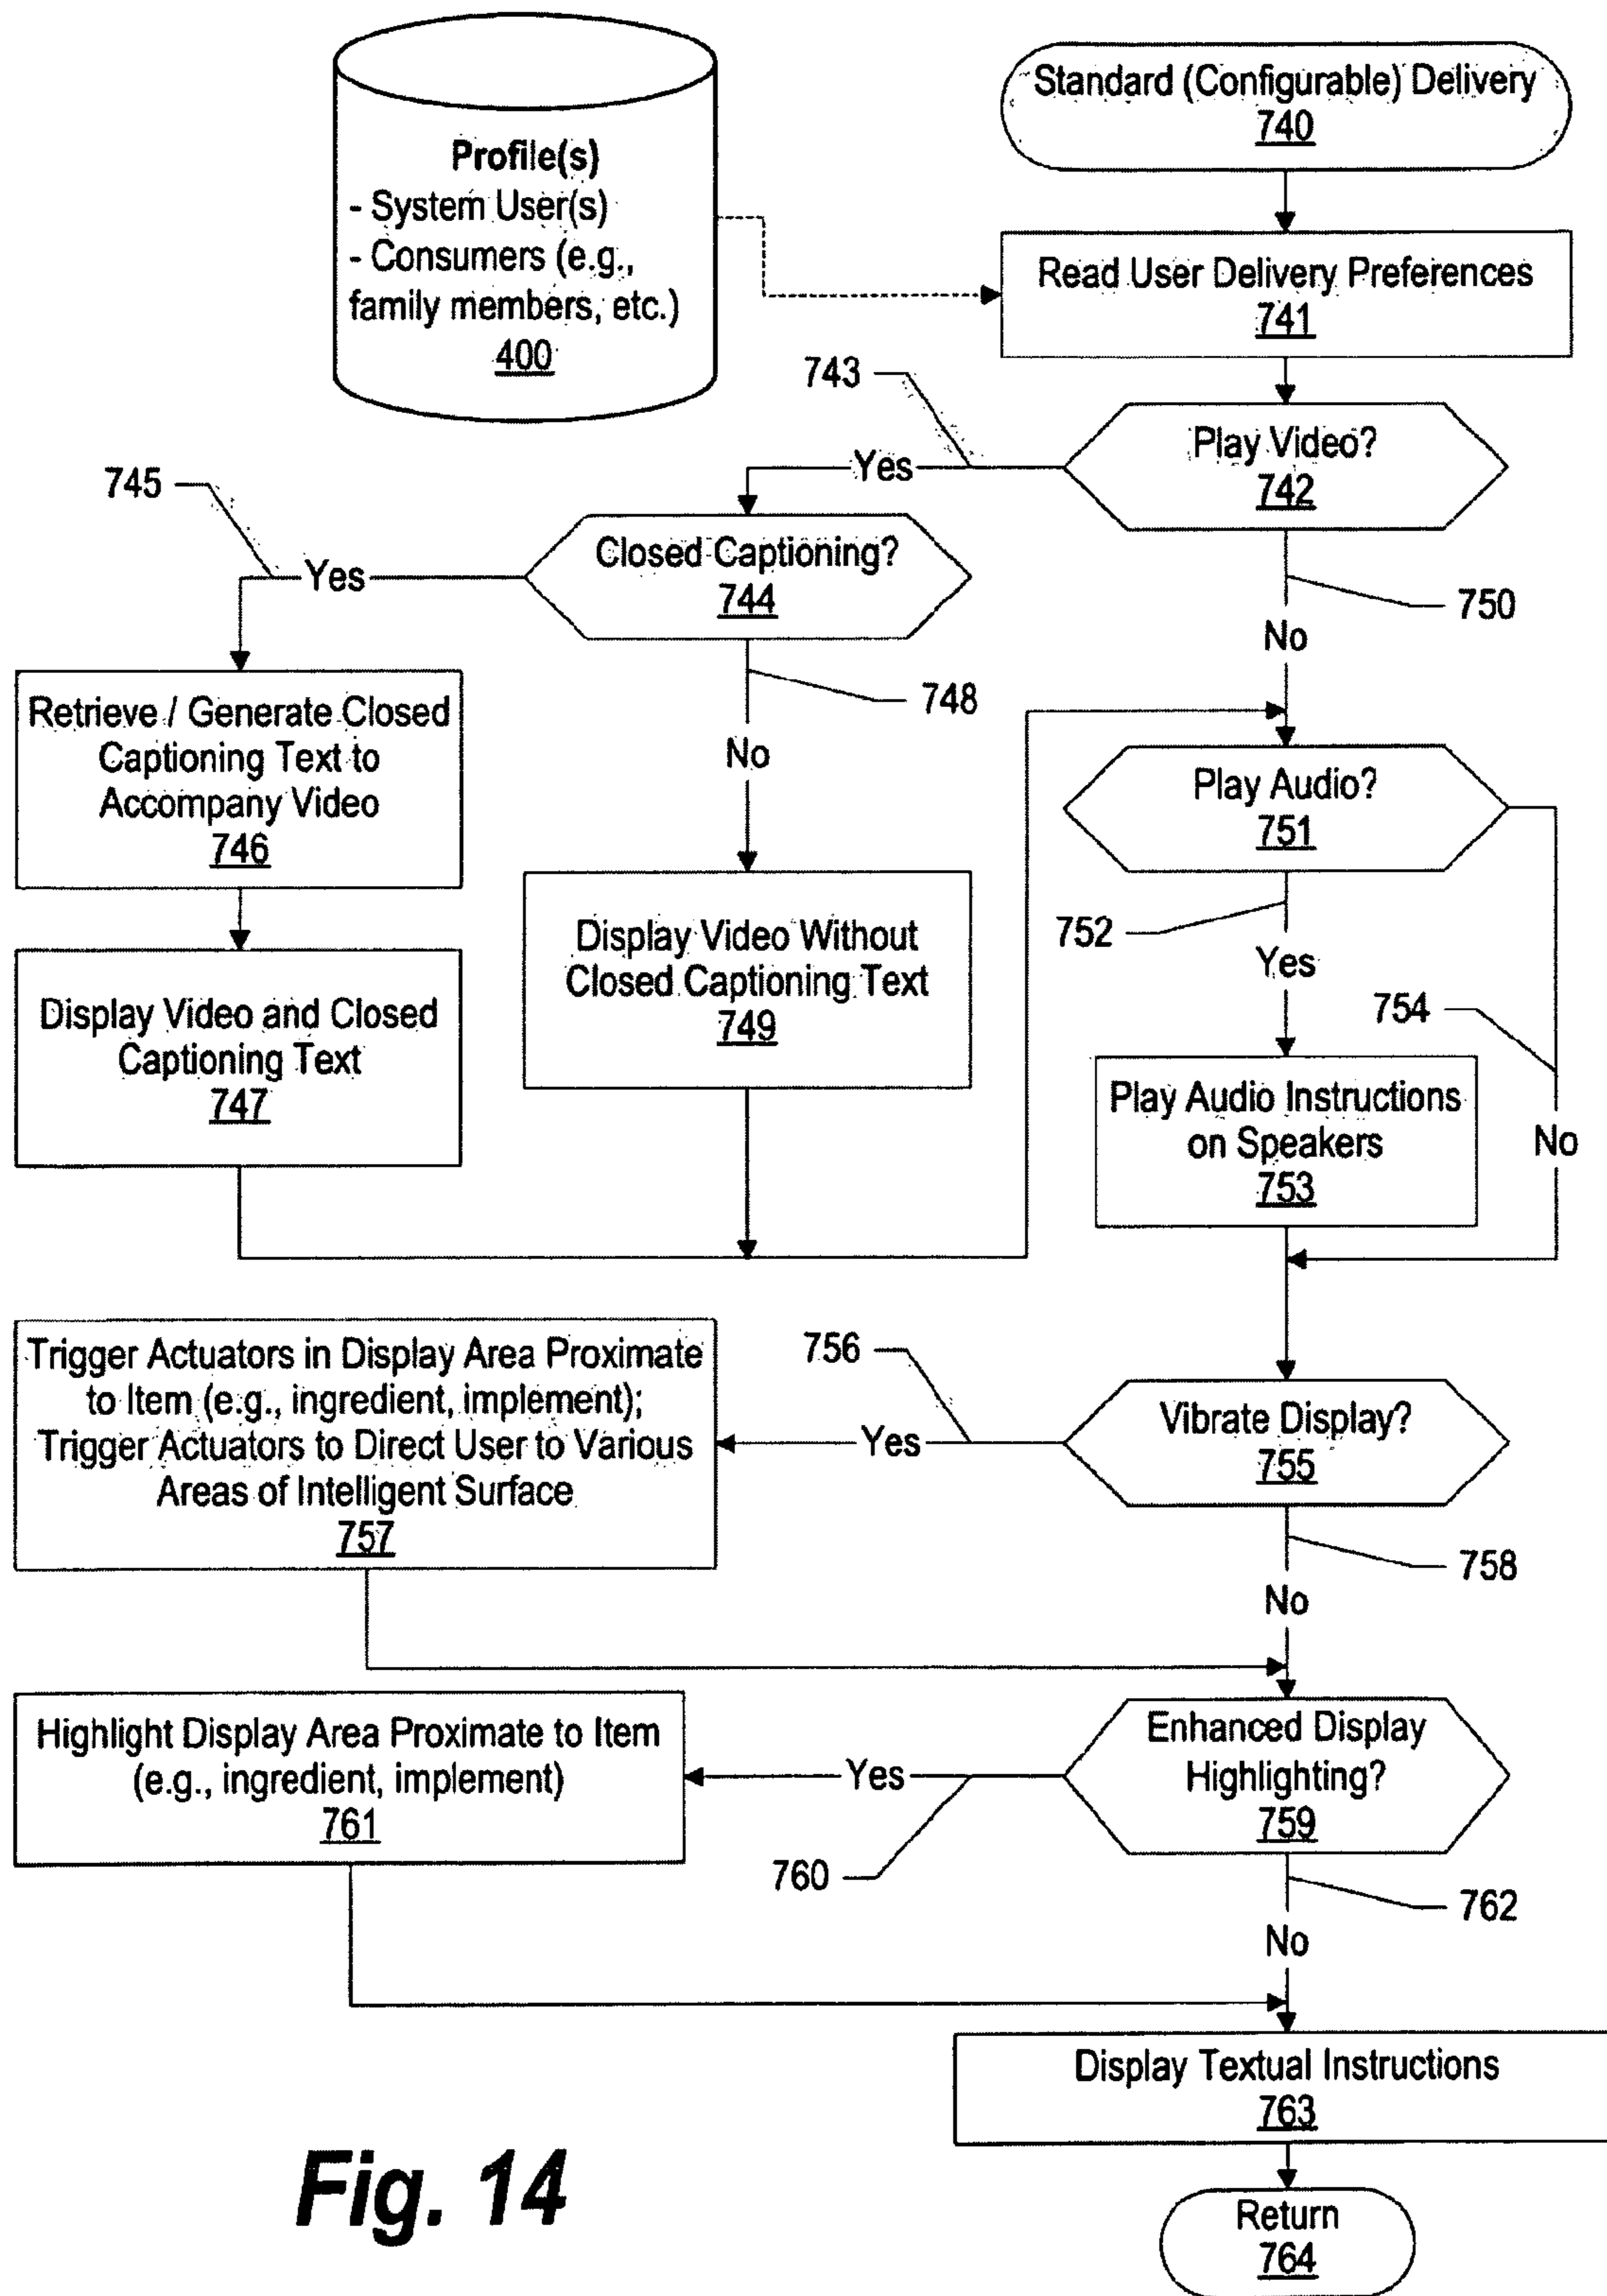 Standard (Configurable) Delivery
740
Profile(s)
- System User(s)
- Consumers (e.g.,
family members, etc.)
400
Read User Delivery Preferences
741
743
Play Video?
742
Yes
745
Closed Captioning?
744
Yes
750
No
748
No
Retrieve / Generate Closed
Captioning Text to
Accompany Video
746
Play Audio?
751
752
Yes
Display Video Without
Closed Captioning Text
749
Display Video and Closed
Captioning Text
747
754
No
Play Audio Instructions
on Speakers
753
Trigger Actuators in Display Area Proximate
to Item (e.g., ingredient, implement);
Trigger Actuators to Direct User to Various
Areas of Intelligent Surface
757
756
Yes
Vibrate Display?
755
758
No
Highlight Display Area Proximate to Item
(e.g., ingredient, implement)
761
Yes
760
Enhanced Display
Highlighting?
759
762
No
Display Textual Instructions
763
Return
764
Fig. 14